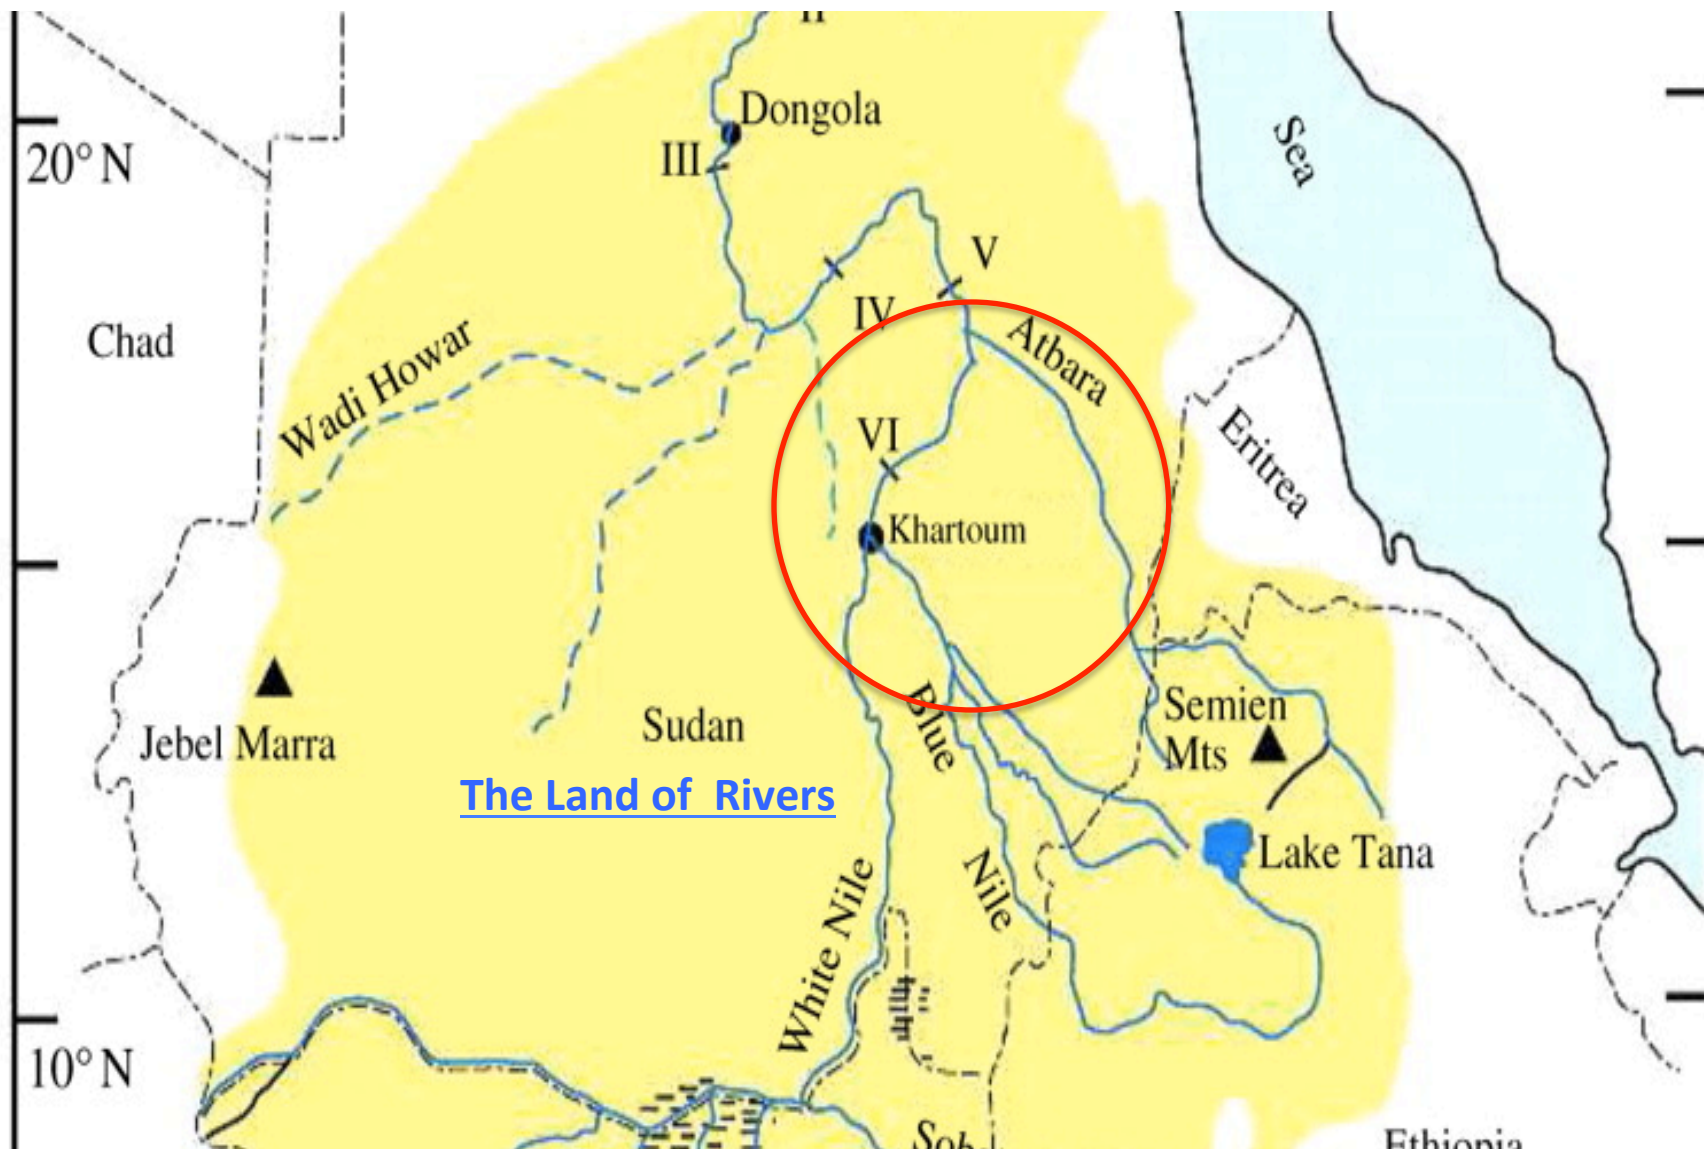 II
Dongola
20° N
III
Sea
V
IV
Atbara
Chad
Wadi Howar
VI
Eritrea
Khartoum
Semien
Mts
Blue
Nile
Jebel Marra
Sudan
The Land of Rivers
Lake Tana
White Nile
10° N
Sob
Ethiopia